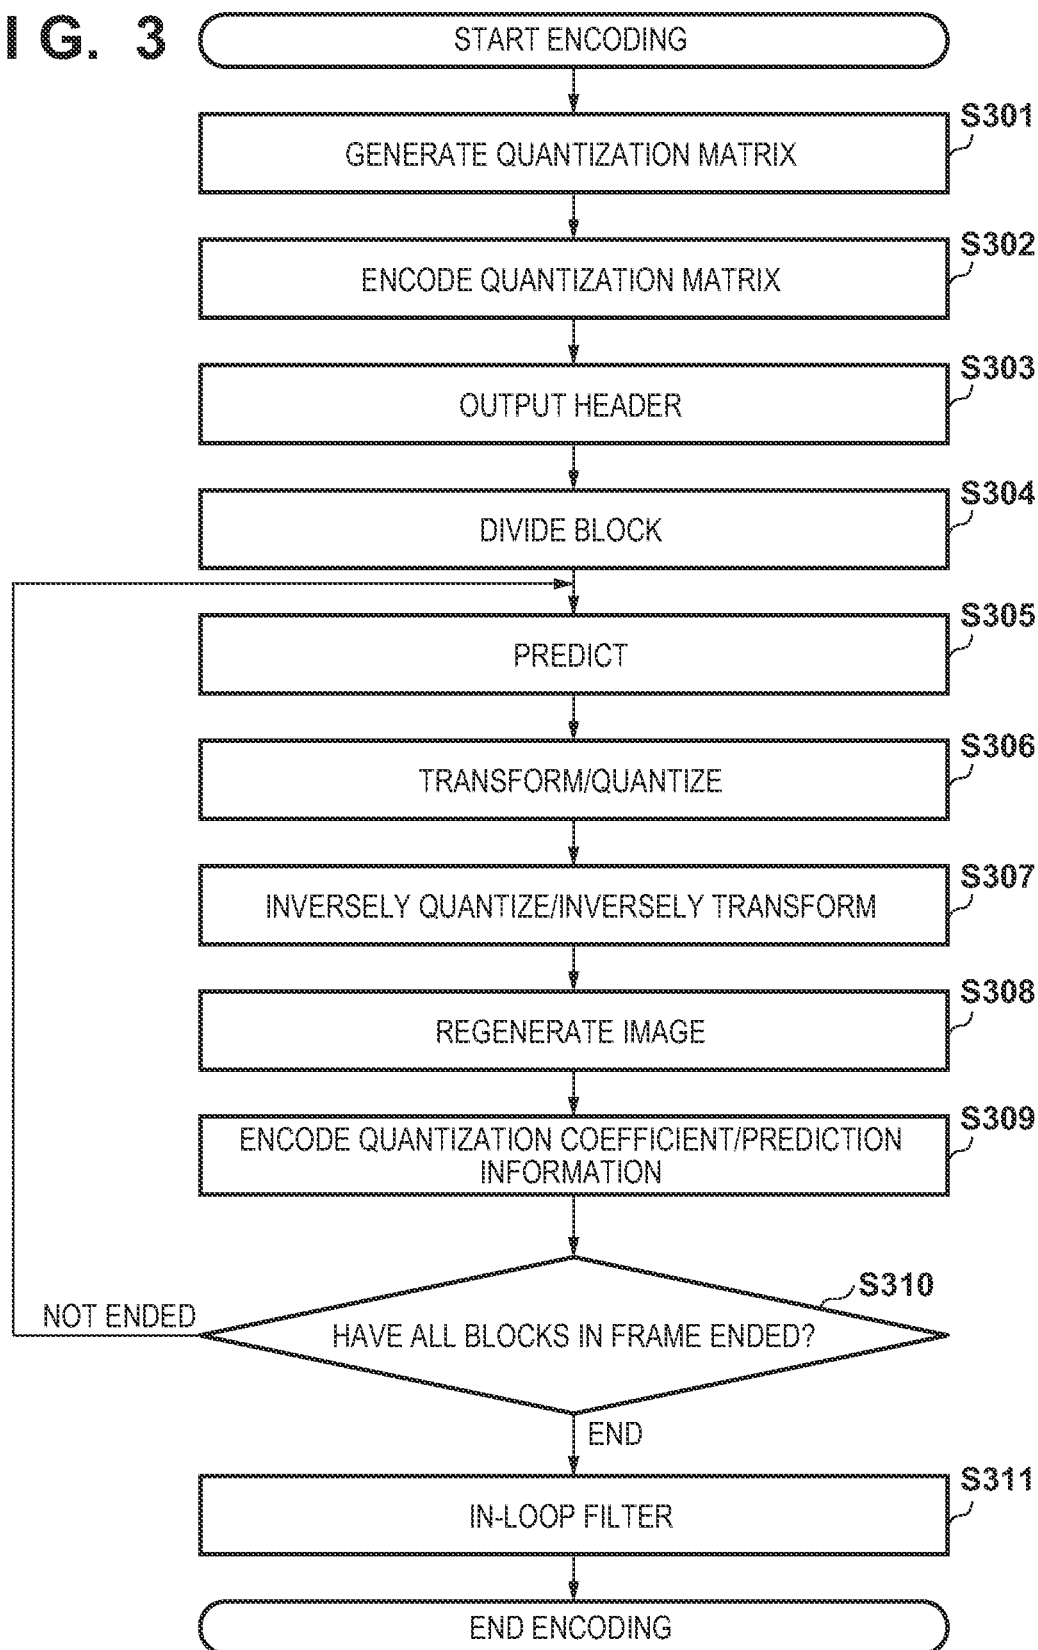 I G. 3
START ENCODING
S301
GENERATE QUANTIZATION MATRIX
S302
ENCODE QUANTIZATION MATRIX
S303
OUTPUT HEADER
S304
DIVIDE BLOCK
S305
PREDICT
S306
TRANSFORM/QUANTIZE
S307
INVERSELY QUANTIZE/INVERSELY TRANSFORM
S308
REGENERATE IMAGE
S309
ENCODE QUANTIZATION COEFFICIENT/PREDICTION
INFORMATION
S310
NOT ENDED
HAVE ALL BLOCKS IN FRAME ENDED?
END
S311
IN-LOOP FILTER
END ENCODING